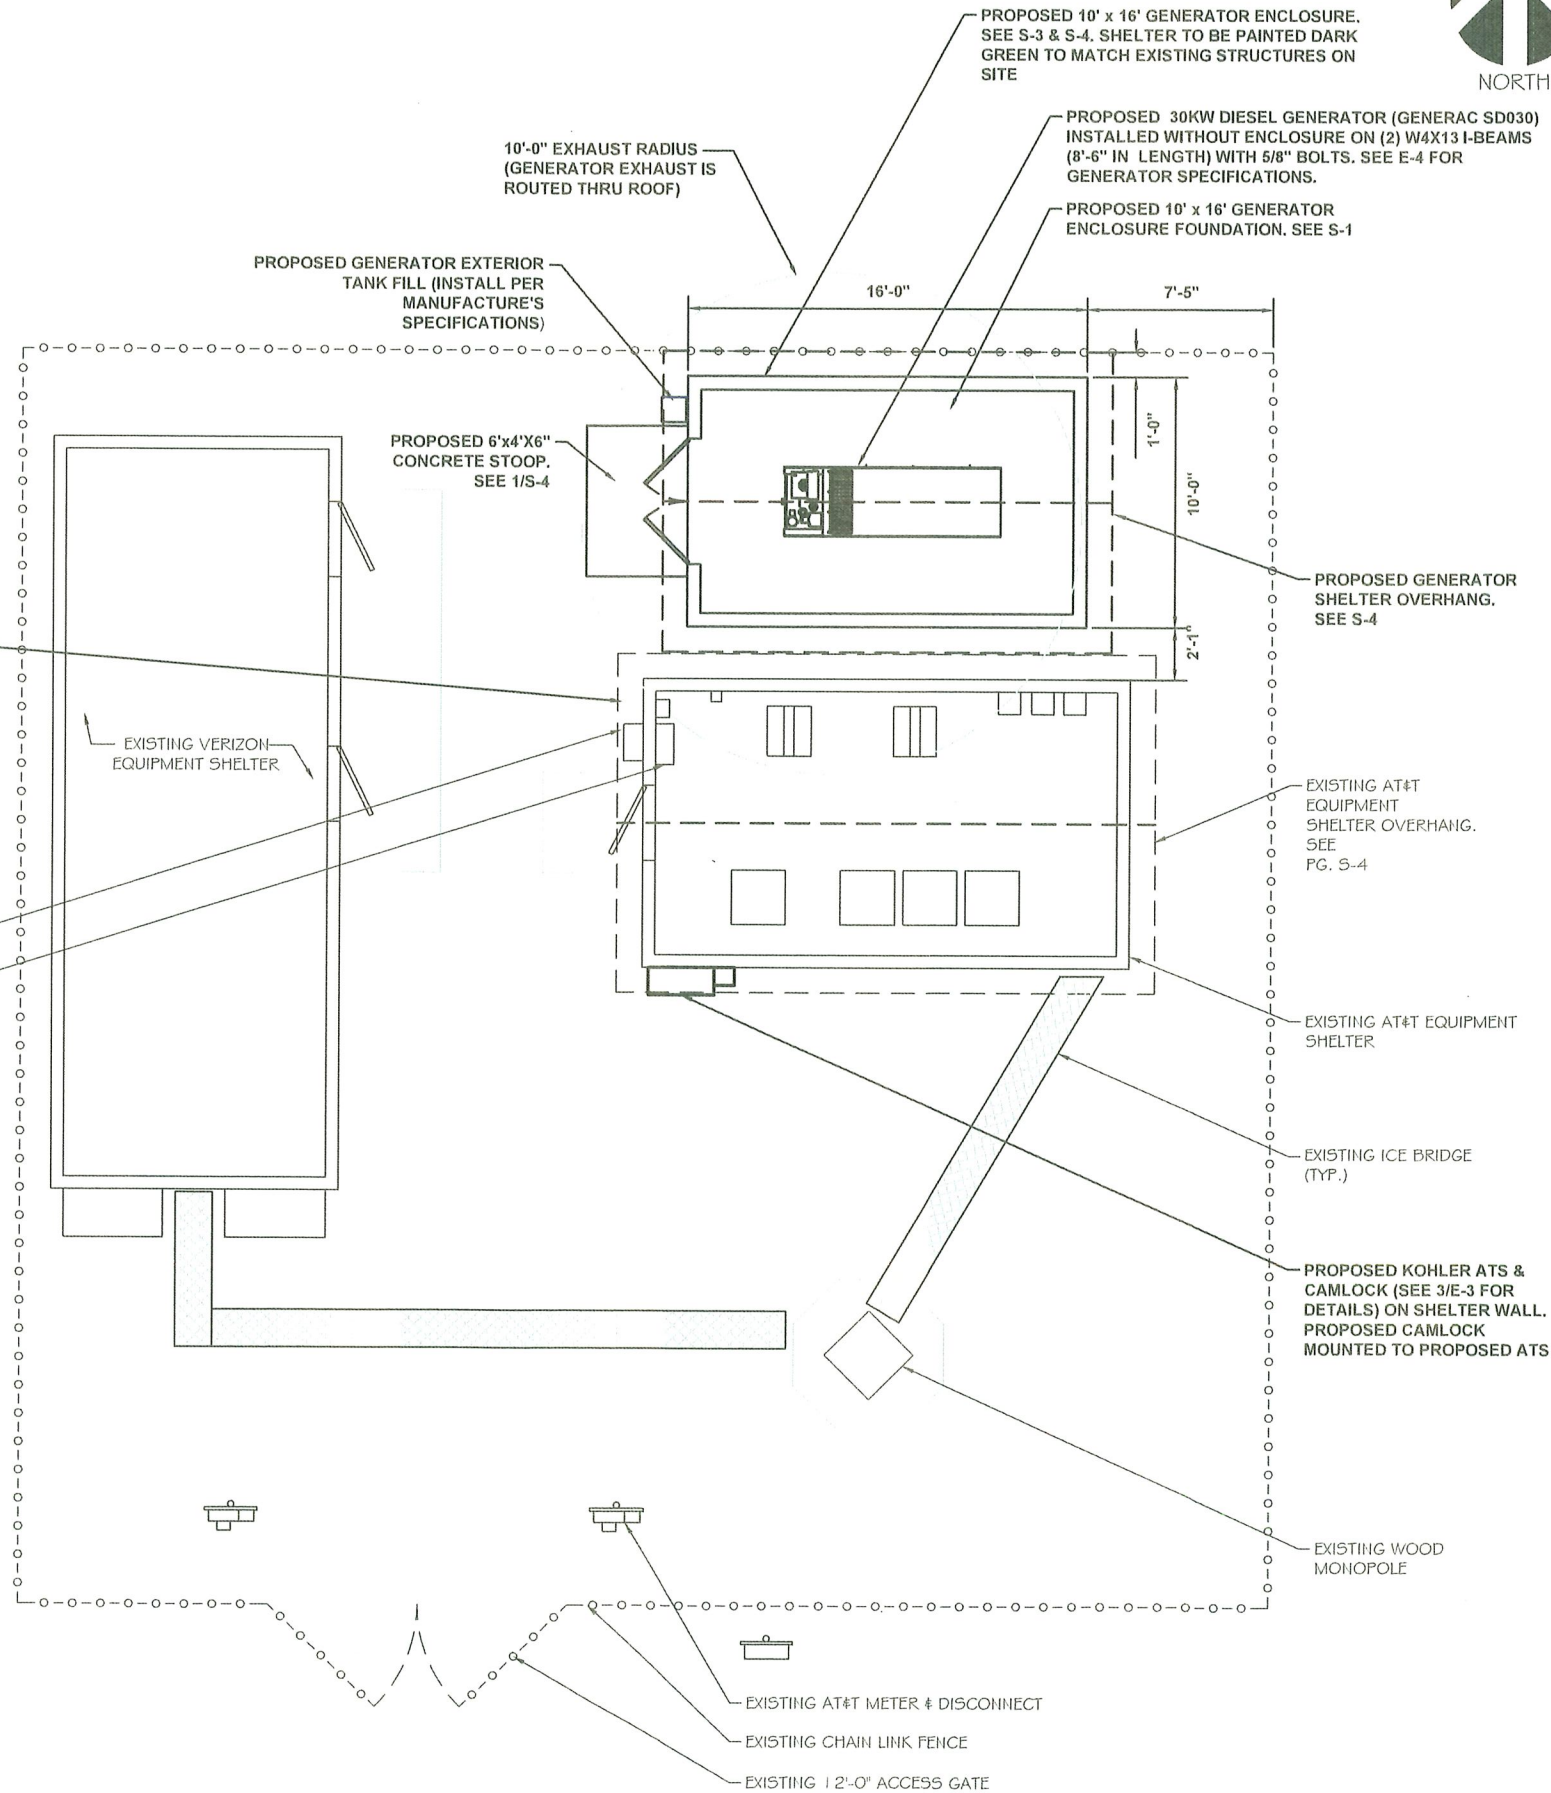 PROPOSED 10' x 16' GENERATOR ENCLOSURE.
SEE S-3 & S-4. SHELTER TO BE PAINTED DARK
GREEN TO MATCH EXISTING STRUCTURES ON
SITE
NORTH
PROPOSED 30KW DIESEL GENERATOR (GENERAC SD030)
INSTALLED WITHOUT ENCLOSURE ON (2) W4X13 I-BEAMS
(8'-6" IN LENGTH) WITH 5/8" BOLTS. SEE E-4 FOR
GENERATOR SPECIFICATIONS.
10'-0" EXHAUST RADIUS
(GENERATOR EXHAUST IS
ROUTED THRU ROOF)
PROPOSED 10' x 16' GENERATOR
ENCLOSURE FOUNDATION. SEE S-1
PROPOSED GENERATOR EXTERIOR
TANK FILL (INSTALL PER
MANUFACTURE'S
SPECIFICATIONS)
16'-0"
7'-5"
1'-0"
10'-0"
2'-1"
PROPOSED 6'x4'X6"
CONCRETE STOOP.
SEE 1/S-4
PROPOSED GENERATOR
SHELTER OVERHANG.
SEE S-4
EXISTING VERIZON
EQUIPMENT SHELTER
EXISTING AT&T
EQUIPMENT
SHELTER OVERHANG.
SEE
PG. S-4
EXISTING AT&T EQUIPMENT
SHELTER
EXISTING ICE BRIDGE
(TYP.)
PROPOSED KOHLER ATS &
CAMLOCK (SEE 3/E-3 FOR
DETAILS) ON SHELTER WALL.
PROPOSED CAMLOCK
MOUNTED TO PROPOSED ATS
EXISTING WOOD
MONOPOLE
EXISTING AT&T METER & DISCONNECT
EXISTING CHAIN LINK FENCE
EXISTING 12'-0" ACCESS GATE